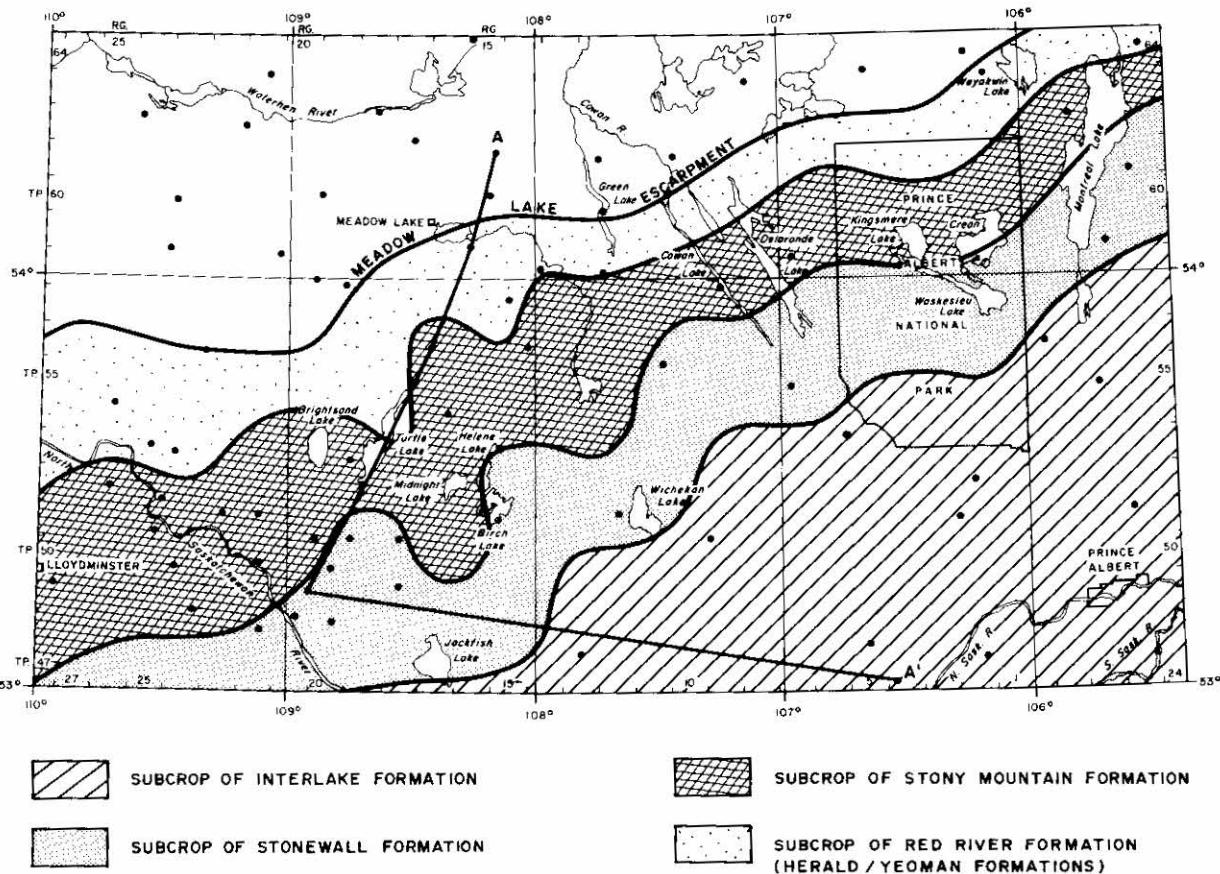 110° 109° 108° 107° 106°
RG. 25 RG. 20 RG. 15
64
64
Waterhen River
Cowan R.
Weyakwin Lake
A
Montreal Lake
TP. 60
60
Green Lake
MEADOW LAKE ESCARPMENT
MEADOW LAKE
PRINCE
Kingsmere Lake
Crean
Delaronde Lake
Cowan Lake
ALBERT
54°
54°
Waskesieu Lake
NATIONAL
TP. 55
55
PARK
Brightsand Lake
Turtle Lake
Helene Lake
North
Midnight Lake
Wichekan Lake
Birch Lake
TP. 50
50
LLOYDMINSTER
Saskatchewan
PRINCE ALBERT
Jackfish Lake
N. Sask R.
S. Sask R.
TP. 47
River
A'
53° 27 25 20 15 10 5 24 53°
110° 109° 108° 107° 106°
SUBCROP OF INTERLAKE FORMATION
SUBCROP OF STONY MOUNTAIN FORMATION
SUBCROP OF STONEWALL FORMATION
SUBCROP OF RED RIVER FORMATION
(HERALD / YEOMAN FORMATIONS)